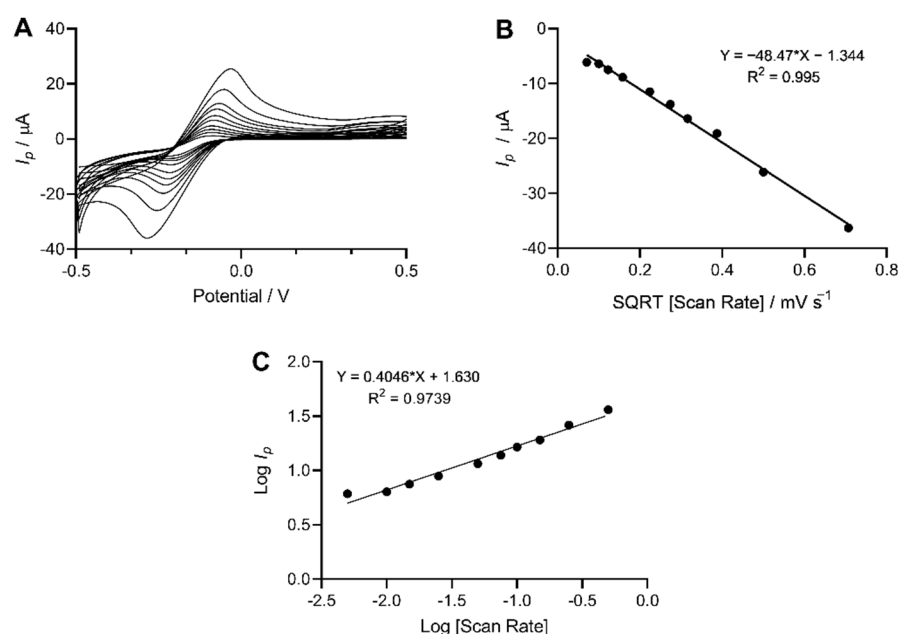 A
40
20
0
-20
-40
-0.5
0.0
0.5
I_p / μA
Potential / V
B
0
-10
-20
-30
-40
0.0
0.2
0.4
0.6
0.8
I_p / μA
SQRT [Scan Rate] / mV s⁻¹
Y = −48.47*X − 1.344
R² = 0.995
C
2.0
1.5
1.0
0.5
0.0
-2.5
-2.0
-1.5
-1.0
-0.5
0.0
Log I_p
Log [Scan Rate]
Y = 0.4046*X + 1.630
R² = 0.9739